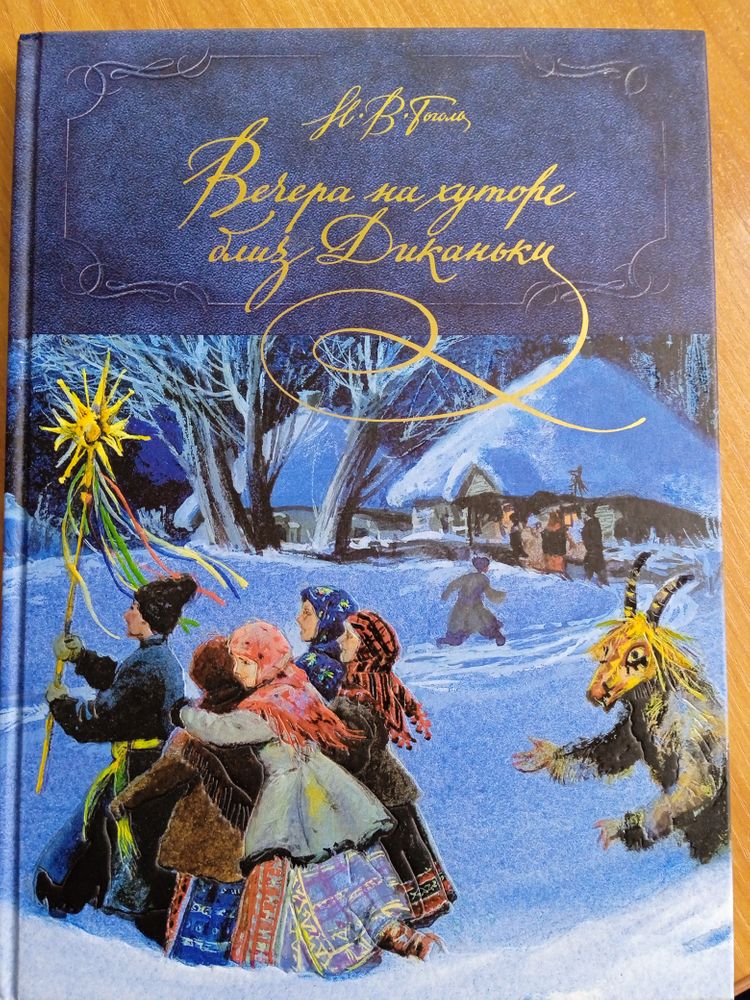 Н. В. Гоголь
Вечера на хуторе
близ Диканьки